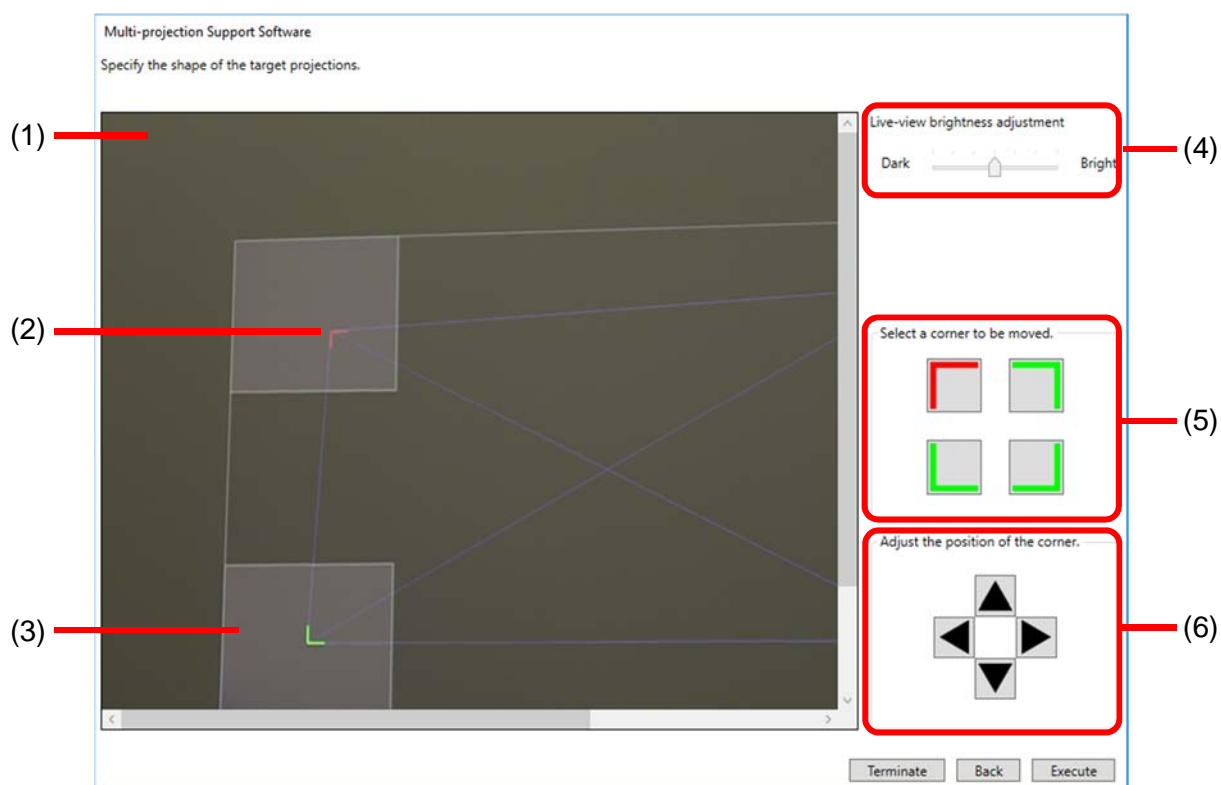 Multi-projection Support Software
Specify the shape of the target projections.
(1)
Live-view brightness adjustment
Dark
Bright
(4)
(2)
Select a corner to be moved.
(5)
Adjust the position of the corner.
(3)
(6)
Terminate
Back
Execute